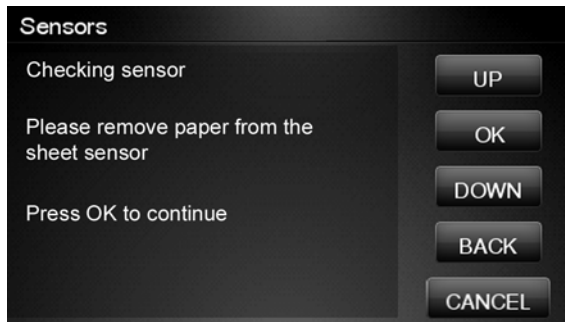 Sensors
Checking sensor
Please remove paper from the
sheet sensor
Press OK to continue
UP
OK
DOWN
BACK
CANCEL